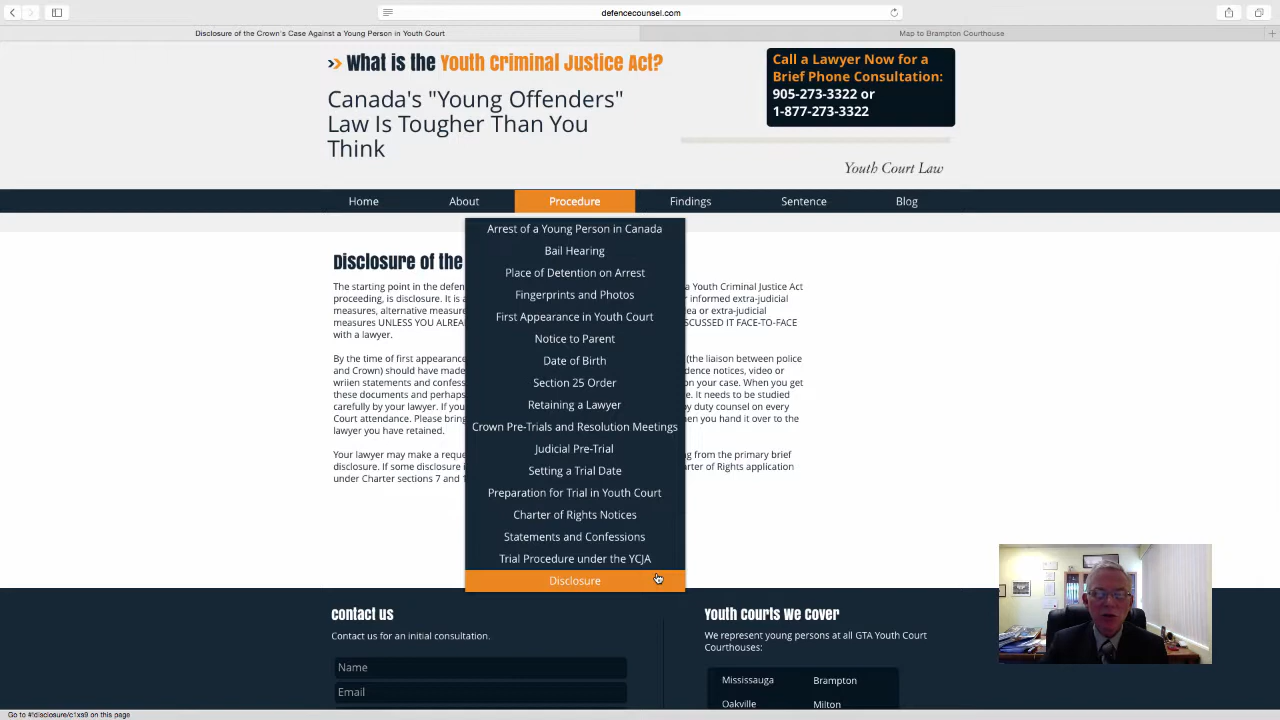 defencecounsel.com
Disclosure of the Crown's Case Against a Young Person in Youth Court
Map to Brampton Courthouse
What is the Youth Criminal Justice Act?
Canada's "Young Offenders"
Law Is Tougher Than You
Think
Call a Lawyer Now for a
Brief Phone Consultation:
905-273-3322 or
1-877-273-3322
Youth Court Law
Home
About
Procedure
Findings
Sentence
Blog
Arrest of a Young Person in Canada
Bail Hearing
Place of Detention on Arrest
Fingerprints and Photos
First Appearance in Youth Court
Notice to Parent
Date of Birth
Section 25 Order
Retaining a Lawyer
Crown Pre-Trials and Resolution Meetings
Judicial Pre-Trial
Setting a Trial Date
Preparation for Trial in Youth Court
Charter of Rights Notices
Statements and Confessions
Trial Procedure under the YCJA
Disclosure
Disclosure of the
The starting point in the defen a Youth Criminal Justice Act
proceeding, is disclosure. It is a r informed extra-judicial
measures, alternative measure ea or extra-judicial
measures UNLESS YOU ALREA SCUSSED IT FACE-TO-FACE
with a lawyer.
By the time of first appearance (the liaison between police
and Crown) should have made dence notices, video or
wriien statements and confess on your case. When you get
these documents and perhaps e. It needs to be studied
carefully by your lawyer. If you by duty counsel on every
Court attendance. Please bring en you hand it over to the
lawyer you have retained.
Your lawyer may make a reque ng from the primary brief
disclosure. If some disclosure i arter of Rights application
under Charter sections 7 and 1
contact us
Contact us for an initial consultation.
Name
Email
Youth Courts We Cover
We represent young persons at all GTA Youth Court
Courthouses:
Mississauga
Brampton
Oakville
Milton
Go to #!disclosure/c1xs9 on this page